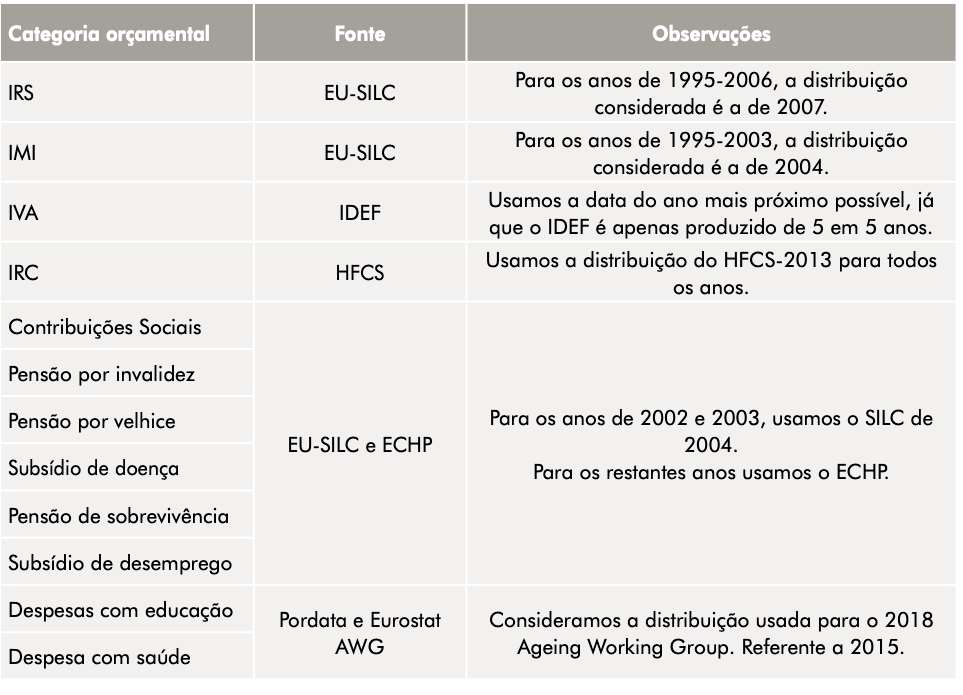 Categoria orçamental
Fonte
Observações
IRS
EU-SILC
Para os anos de 1995-2006, a distribuição
considerada é a de 2007.
IMI
EU-SILC
Para os anos de 1995-2003, a distribuição
considerada é a de 2004.
IVA
IDEF
Usamos a data do ano mais próximo possível, já
que o IDEF é apenas produzido de 5 em 5 anos.
IRC
HFCS
Usamos a distribuição do HFCS-2013 para todos
os anos.
Contribuições Sociais
Pensão por invalidez
Pensão por velhice
Subsídio de doença
Pensão de sobrevivência
Subsídio de desemprego
EU-SILC e ECHP
Para os anos de 2002 e 2003, usamos o SILC de
2004.
Para os restantes anos usamos o ECHP.
Despesas com educação
Despesa com saúde
Pordata e Eurostat
AWG
Consideramos a distribuição usada para o 2018
Ageing Working Group. Referente a 2015.